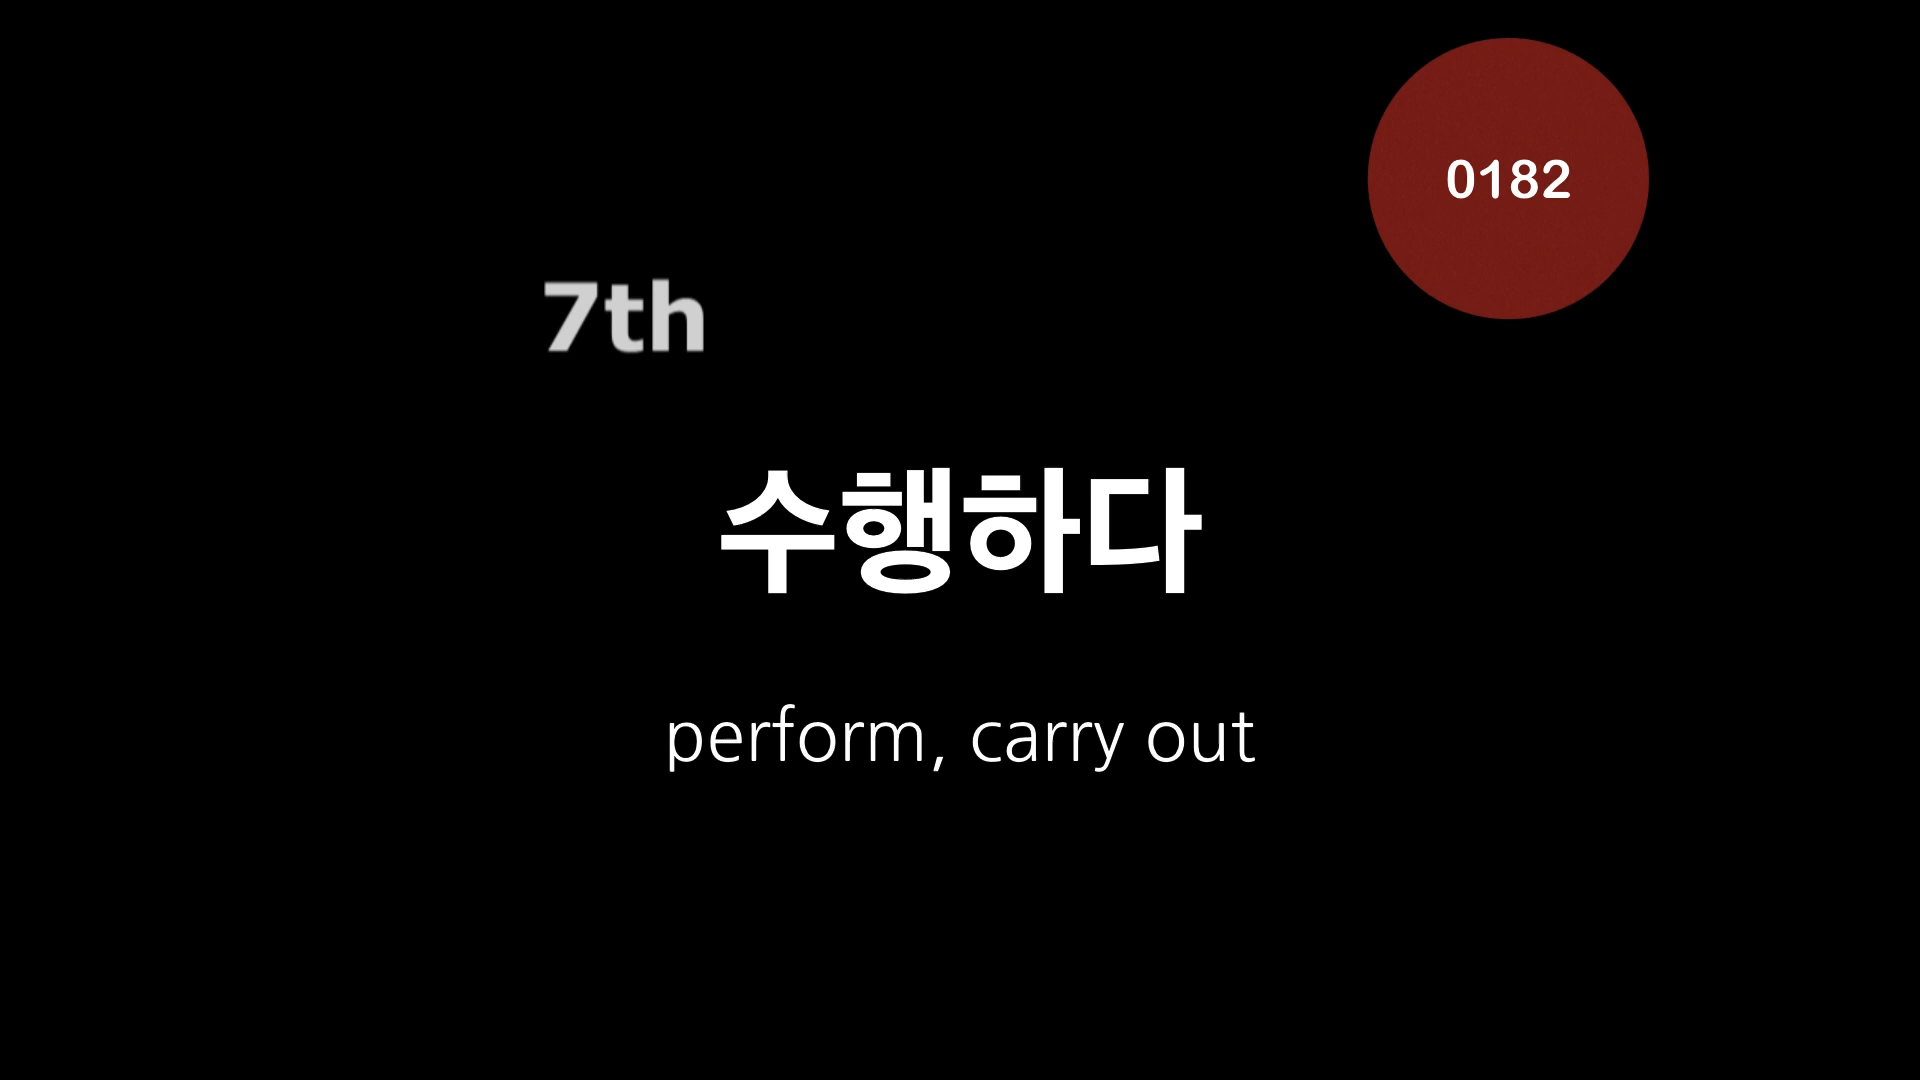 0182
7th
수행하다
perform, carry out